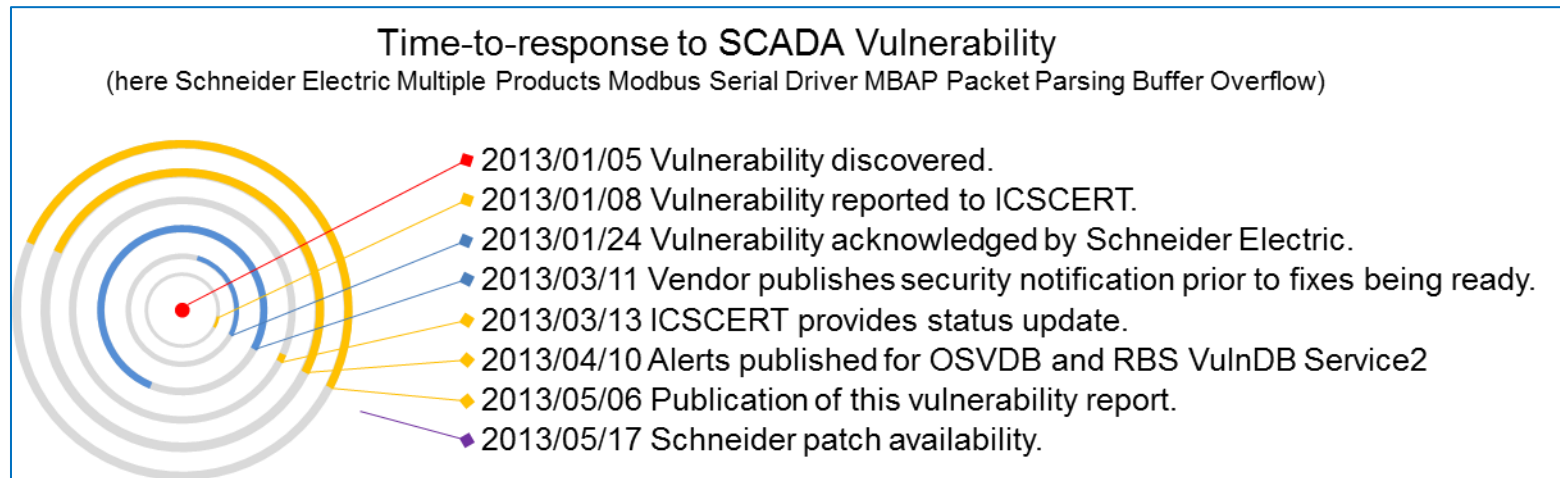 Time-to-response to SCADA Vulnerability
(here Schneider Electric Multiple Products Modbus Serial Driver MBAP Packet Parsing Buffer Overflow)
2013/01/05 Vulnerability discovered.
2013/01/08 Vulnerability reported to ICSCERT.
2013/01/24 Vulnerability acknowledged by Schneider Electric.
2013/03/11 Vendor publishes security notification prior to fixes being ready.
2013/03/13 ICSCERT provides status update.
2013/04/10 Alerts published for OSVDB and RBS VulnDB Service2
2013/05/06 Publication of this vulnerability report.
2013/05/17 Schneider patch availability.